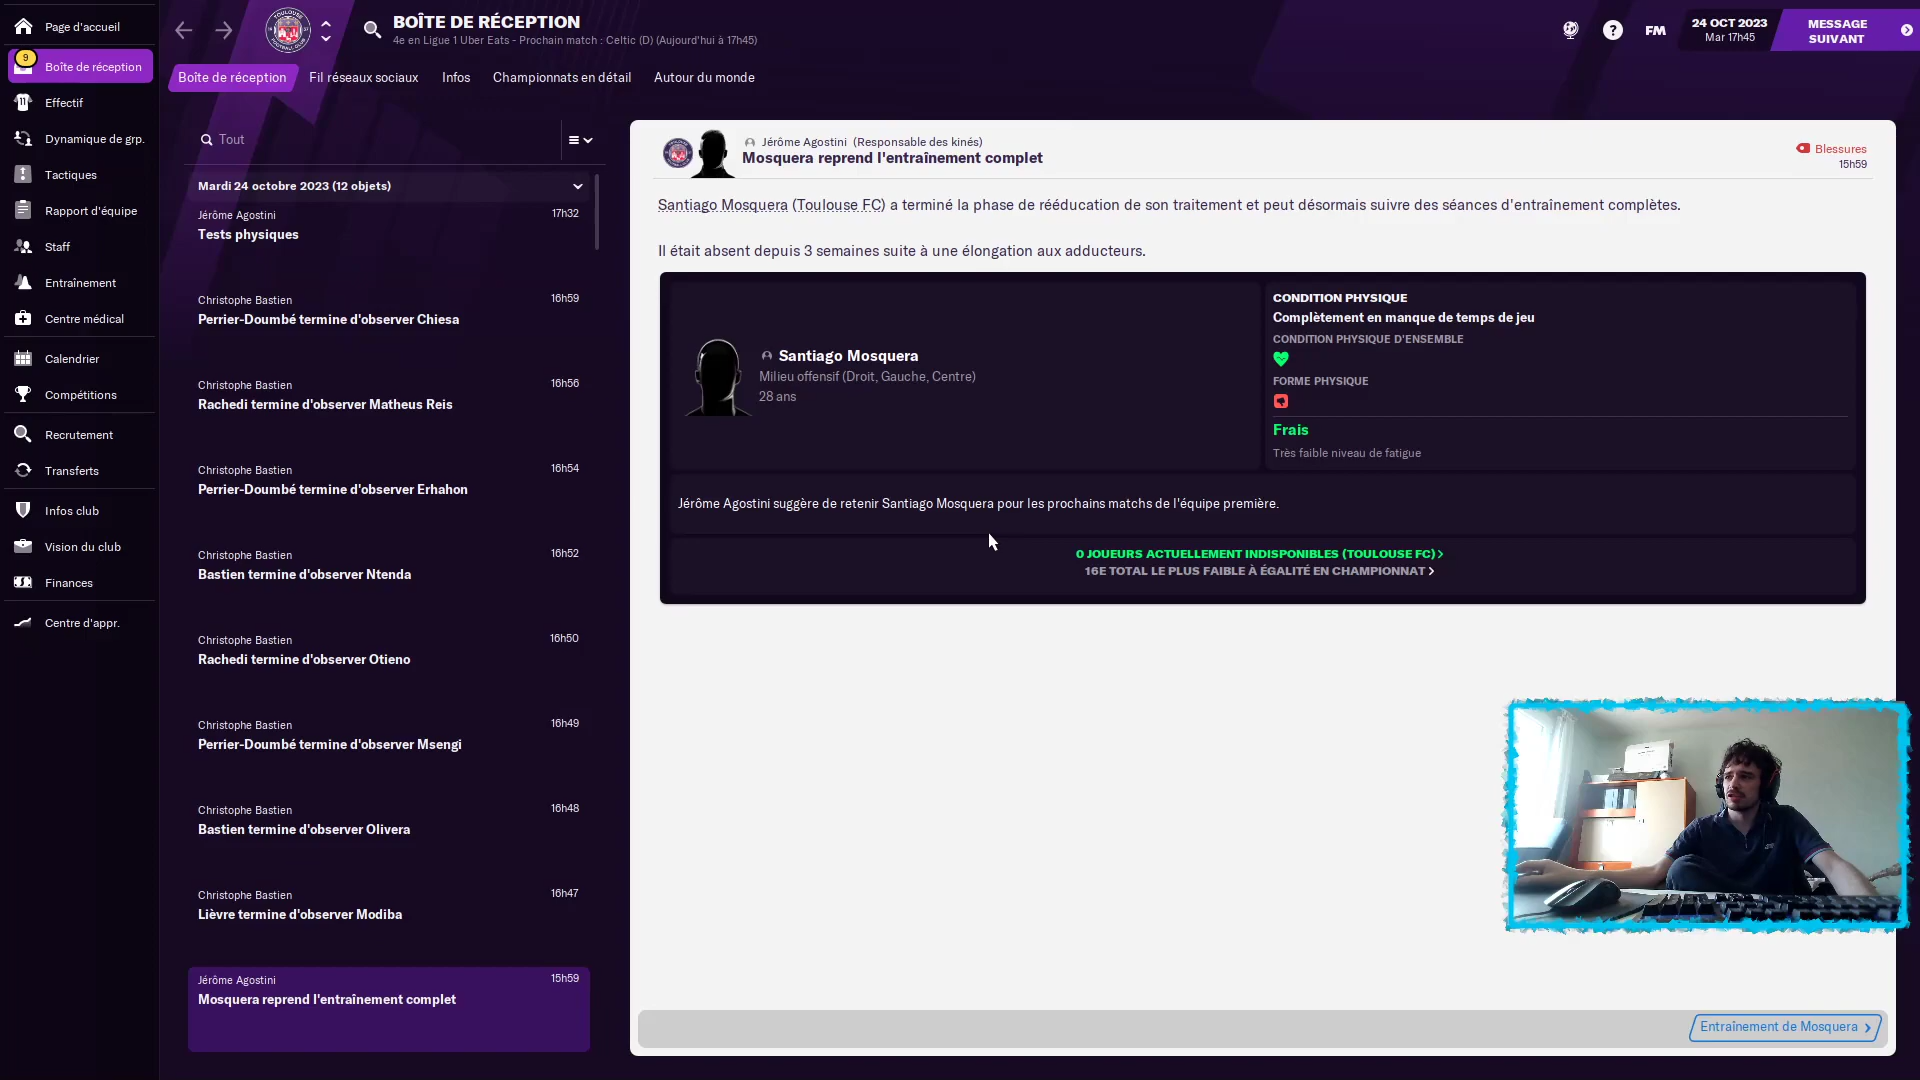 Page d'accueil
9
Boîte de réception
Effectif
Dynamique de grp.
Tactiques
Rapport d'équipe
Staff
Entraînement
Centre médical
Calendrier
Compétitions
Recrutement
Transferts
Infos club
Vision du club
Finances
Centre d'appr.
BOÎTE DE RÉCEPTION
4e en Ligue 1 Uber Eats - Prochain match : Celtic (D) (Aujourd'hui à 17h45)
FM
24 OCT 2023
Mar 17h45
MESSAGE SUIVANT
Boîte de réception
Fil réseaux sociaux
Infos
Championnats en détail
Autour du monde
Tout
Mardi 24 octobre 2023 (12 objets)
Jérôme Agostini 17h32
Tests physiques
Christophe Bastien 16h59
Perrier-Doumbé termine d'observer Chiesa
Christophe Bastien 16h56
Rachedi termine d'observer Matheus Reis
Christophe Bastien 16h54
Perrier-Doumbé termine d'observer Erhahon
Christophe Bastien 16h52
Bastien termine d'observer Ntenda
Christophe Bastien 16h50
Rachedi termine d'observer Otieno
Christophe Bastien 16h49
Perrier-Doumbé termine d'observer Msengi
Christophe Bastien 16h48
Bastien termine d'observer Olivera
Christophe Bastien 16h47
Lièvre termine d'observer Modiba
Jérôme Agostini 15h59
Mosquera reprend l'entraînement complet
Jérôme Agostini (Responsable des kinés)
Mosquera reprend l'entraînement complet
Blessures
15h59
Santiago Mosquera (Toulouse FC) a terminé la phase de rééducation de son traitement et peut désormais suivre des séances d'entraînement complètes.
Il était absent depuis 3 semaines suite à une élongation aux adducteurs.
Santiago Mosquera
Milieu offensif (Droit, Gauche, Centre)
28 ans
CONDITION PHYSIQUE
Complètement en manque de temps de jeu
CONDITION PHYSIQUE D'ENSEMBLE
FORME PHYSIQUE
Frais
Très faible niveau de fatigue
Jérôme Agostini suggère de retenir Santiago Mosquera pour les prochains matchs de l'équipe première.
0 JOUEURS ACTUELLEMENT INDISPONIBLES (TOULOUSE FC)
16E TOTAL LE PLUS FAIBLE À ÉGALITÉ EN CHAMPIONNAT
Entraînement de Mosquera